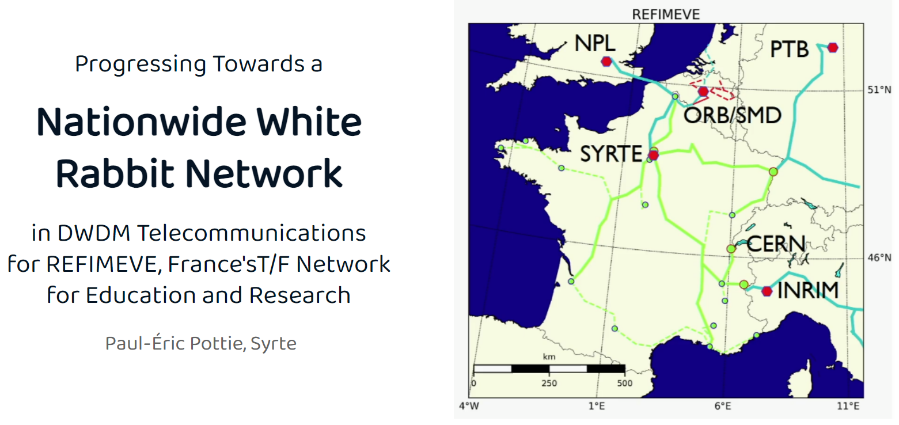 Progressing Towards a
Nationwide White
Rabbit Network
in DWDM Telecommunications
for REFIMEVE, France'sT/F Network
for Education and Research
Paul-Éric Pottie, Syrte
REFIMEVE
NPL
PTB
51°N
ORB/SMD
SYRTE
CERN
46°N
INRIM
km
0 250 500
4°W 1°E 6°E 11°E